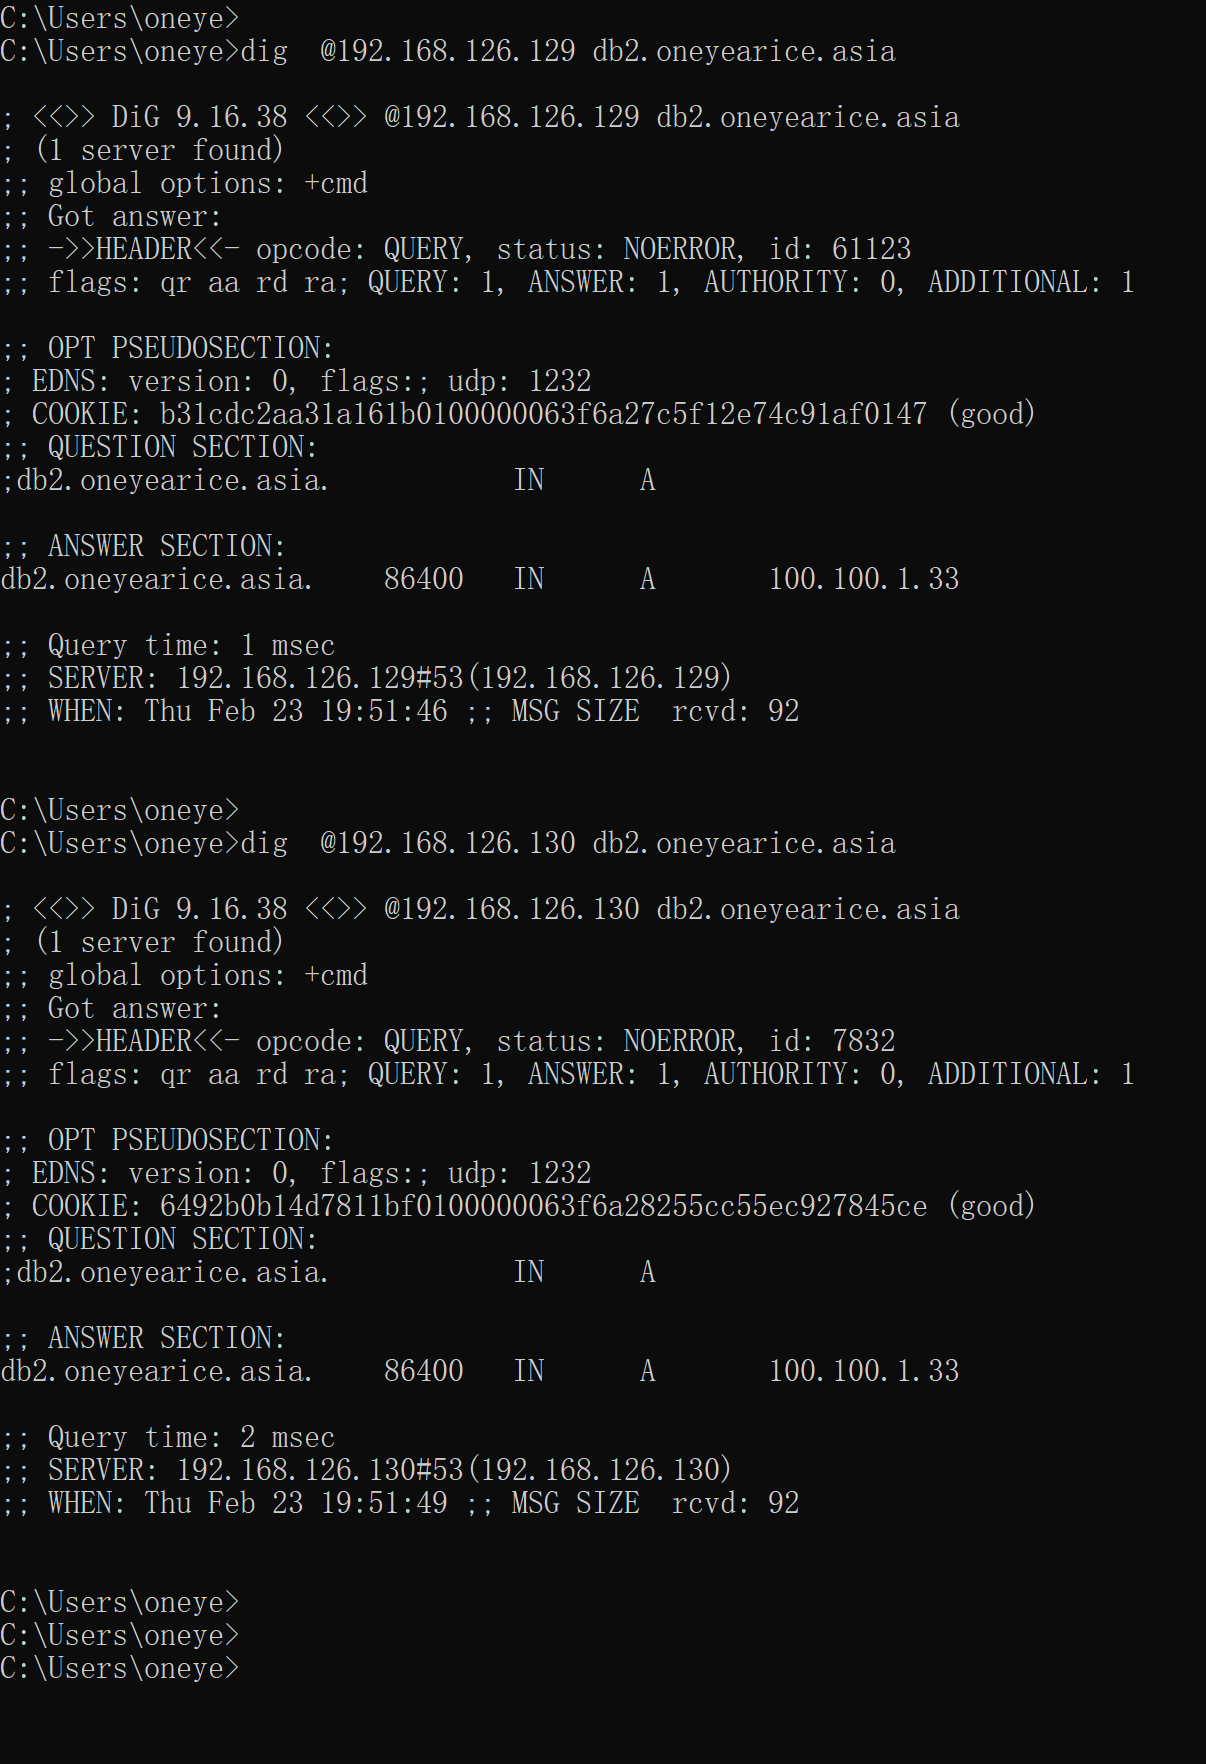 C:\Users\oneye>
C:\Users\oneye>dig  @192.168.126.129 db2.oneyearice.asia
; <<>> DiG 9.16.38 <<>> @192.168.126.129 db2.oneyearice.asia
; (1 server found)
;; global options: +cmd
;; Got answer:
;; ->>HEADER<<- opcode: QUERY, status: NOERROR, id: 61123
;; flags: qr aa rd ra; QUERY: 1, ANSWER: 1, AUTHORITY: 0, ADDITIONAL: 1
;; OPT PSEUDOSECTION:
; EDNS: version: 0, flags:; udp: 1232
; COOKIE: b31cdc2aa31a161b0100000063f6a27c5f12e74c91af0147 (good)
;; QUESTION SECTION:
;db2.oneyearice.asia.            IN      A
;; ANSWER SECTION:
db2.oneyearice.asia.     86400   IN      A       100.100.1.33
;; Query time: 1 msec
;; SERVER: 192.168.126.129#53(192.168.126.129)
;; WHEN: Thu Feb 23 19:51:46 ;; MSG SIZE  rcvd: 92
C:\Users\oneye>
C:\Users\oneye>dig  @192.168.126.130 db2.oneyearice.asia
; <<>> DiG 9.16.38 <<>> @192.168.126.130 db2.oneyearice.asia
; (1 server found)
;; global options: +cmd
;; Got answer:
;; ->>HEADER<<- opcode: QUERY, status: NOERROR, id: 7832
;; flags: qr aa rd ra; QUERY: 1, ANSWER: 1, AUTHORITY: 0, ADDITIONAL: 1
;; OPT PSEUDOSECTION:
; EDNS: version: 0, flags:; udp: 1232
; COOKIE: 6492b0b14d7811bf0100000063f6a28255cc55ec927845ce (good)
;; QUESTION SECTION:
;db2.oneyearice.asia.            IN      A
;; ANSWER SECTION:
db2.oneyearice.asia.     86400   IN      A       100.100.1.33
;; Query time: 2 msec
;; SERVER: 192.168.126.130#53(192.168.126.130)
;; WHEN: Thu Feb 23 19:51:49 ;; MSG SIZE  rcvd: 92
C:\Users\oneye>
C:\Users\oneye>
C:\Users\oneye>